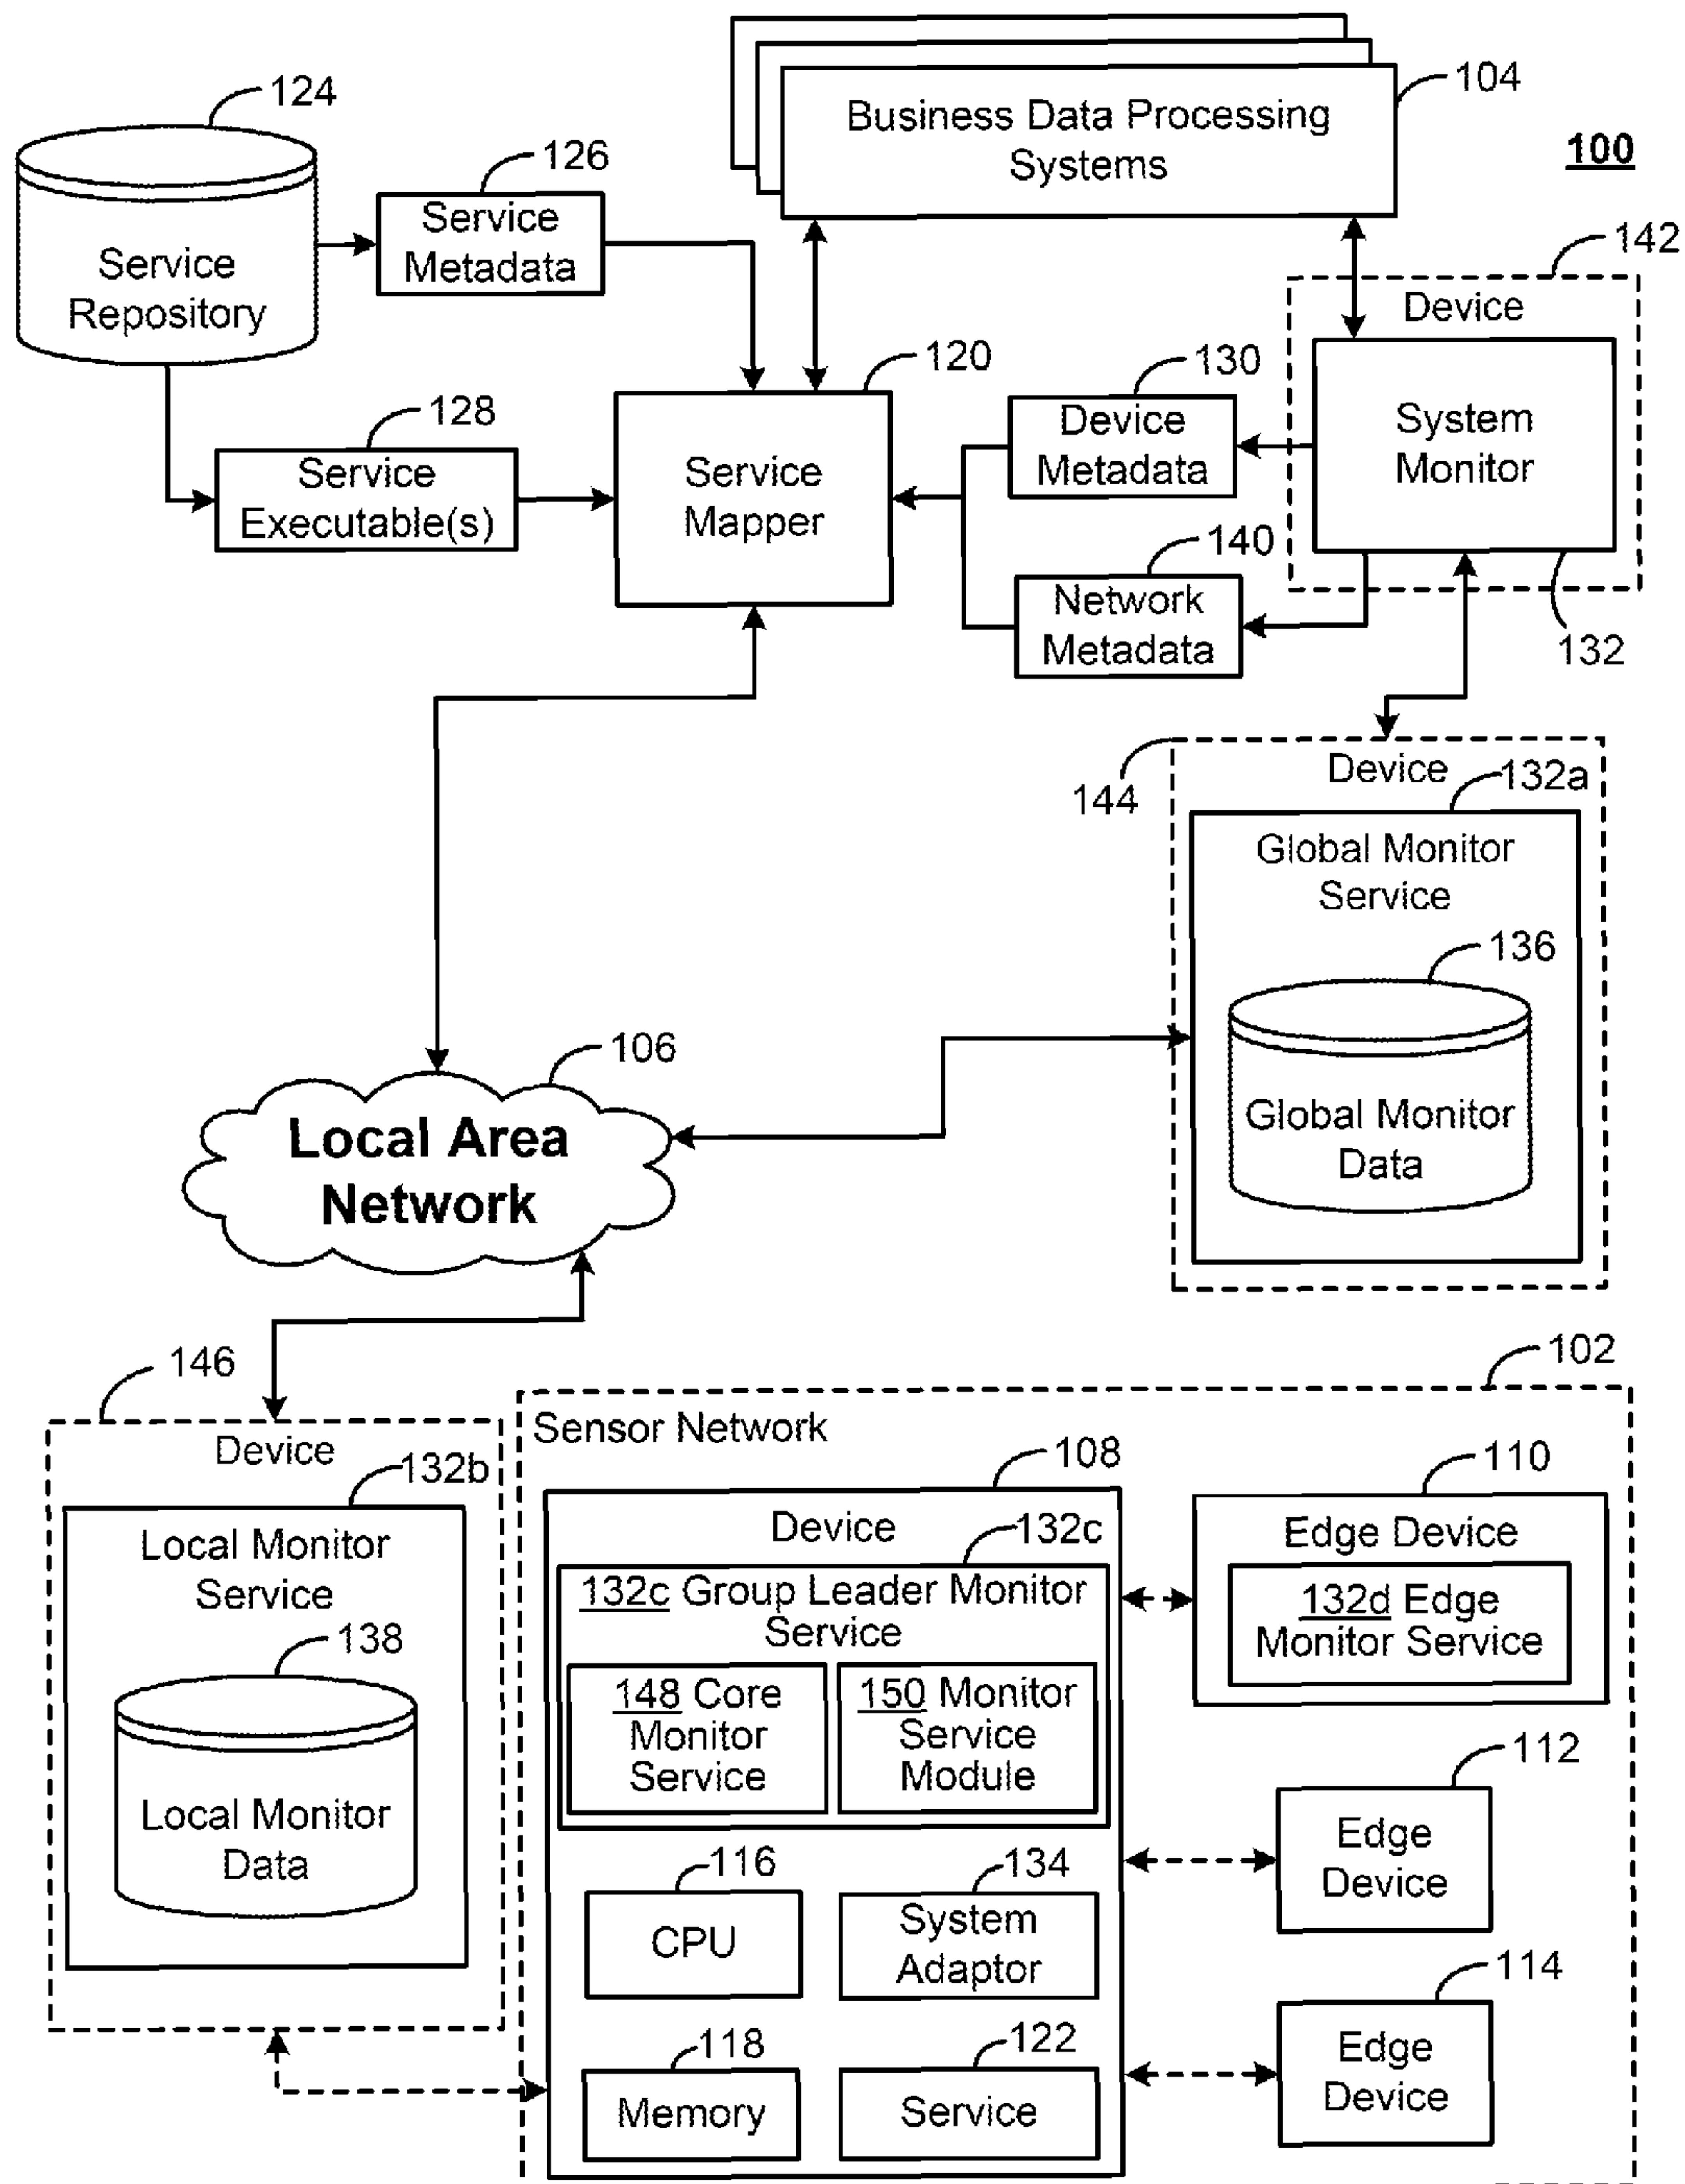 124
104
Business Data Processing
Systems
100
126
Service
Metadata
Service
Repository
142
Device
120
130
Device
Metadata
System
Monitor
128
Service
Executable(s)
Service
Mapper
140
Network
Metadata
132
144
Device
132a
Global Monitor
Service
136
Global Monitor
Data
106
Local Area
Network
146
Device
132b
Local Monitor
Service
138
Local Monitor
Data
102
Sensor Network
108
Device
132c
132c Group Leader Monitor
Service
148 Core
Monitor
Service
150 Monitor
Service
Module
110
Edge Device
132d Edge
Monitor Service
112
Edge
Device
116
CPU
134
System
Adaptor
114
Edge
Device
118
Memory
122
Service